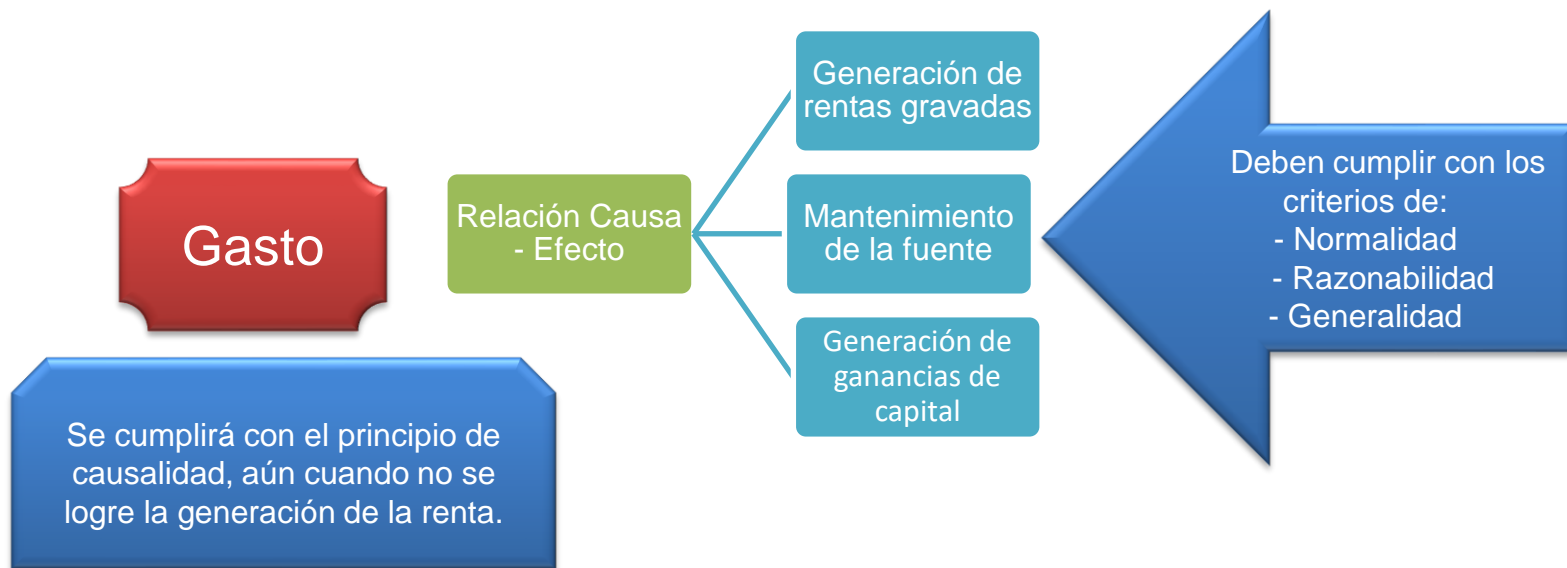 Gasto
Se cumplirá con el principio de
causalidad, aún cuando no se
logre la generación de la renta.
Relación Causa
- Efecto
Generación de
rentas gravadas
Mantenimiento
de la fuente
Generación de
ganancias de
capital
Deben cumplir con los
criterios de:
- Normalidad
- Razonabilidad
- Generalidad